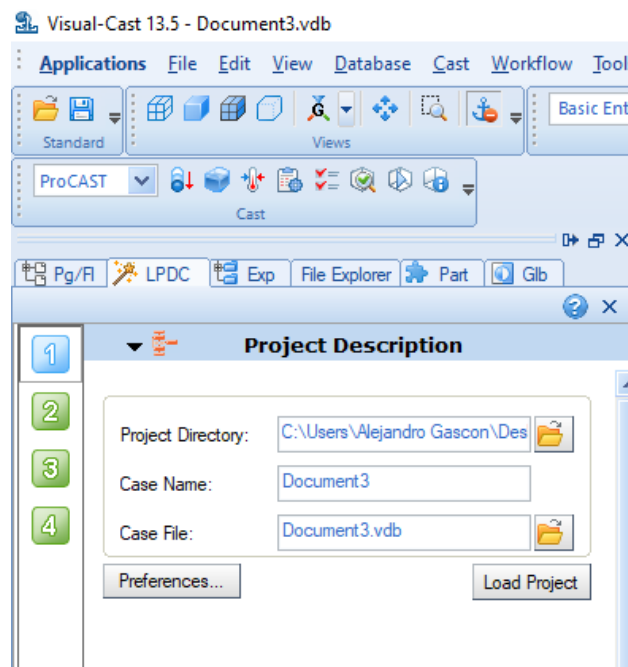 Visual-Cast 13.5 - Document3.vdb
Applications File Edit View Database Cast Workflow Tool
Basic Ent
Standard
Views
ProCAST
Cast
Pg/Fl LPDC Exp File Explorer Part Glb
1 Project Description
2
3
4
Project Directory: C:\Users\Alejandro Gascon\Des
Case Name: Document3
Case File: Document3.vdb
Preferences... Load Project